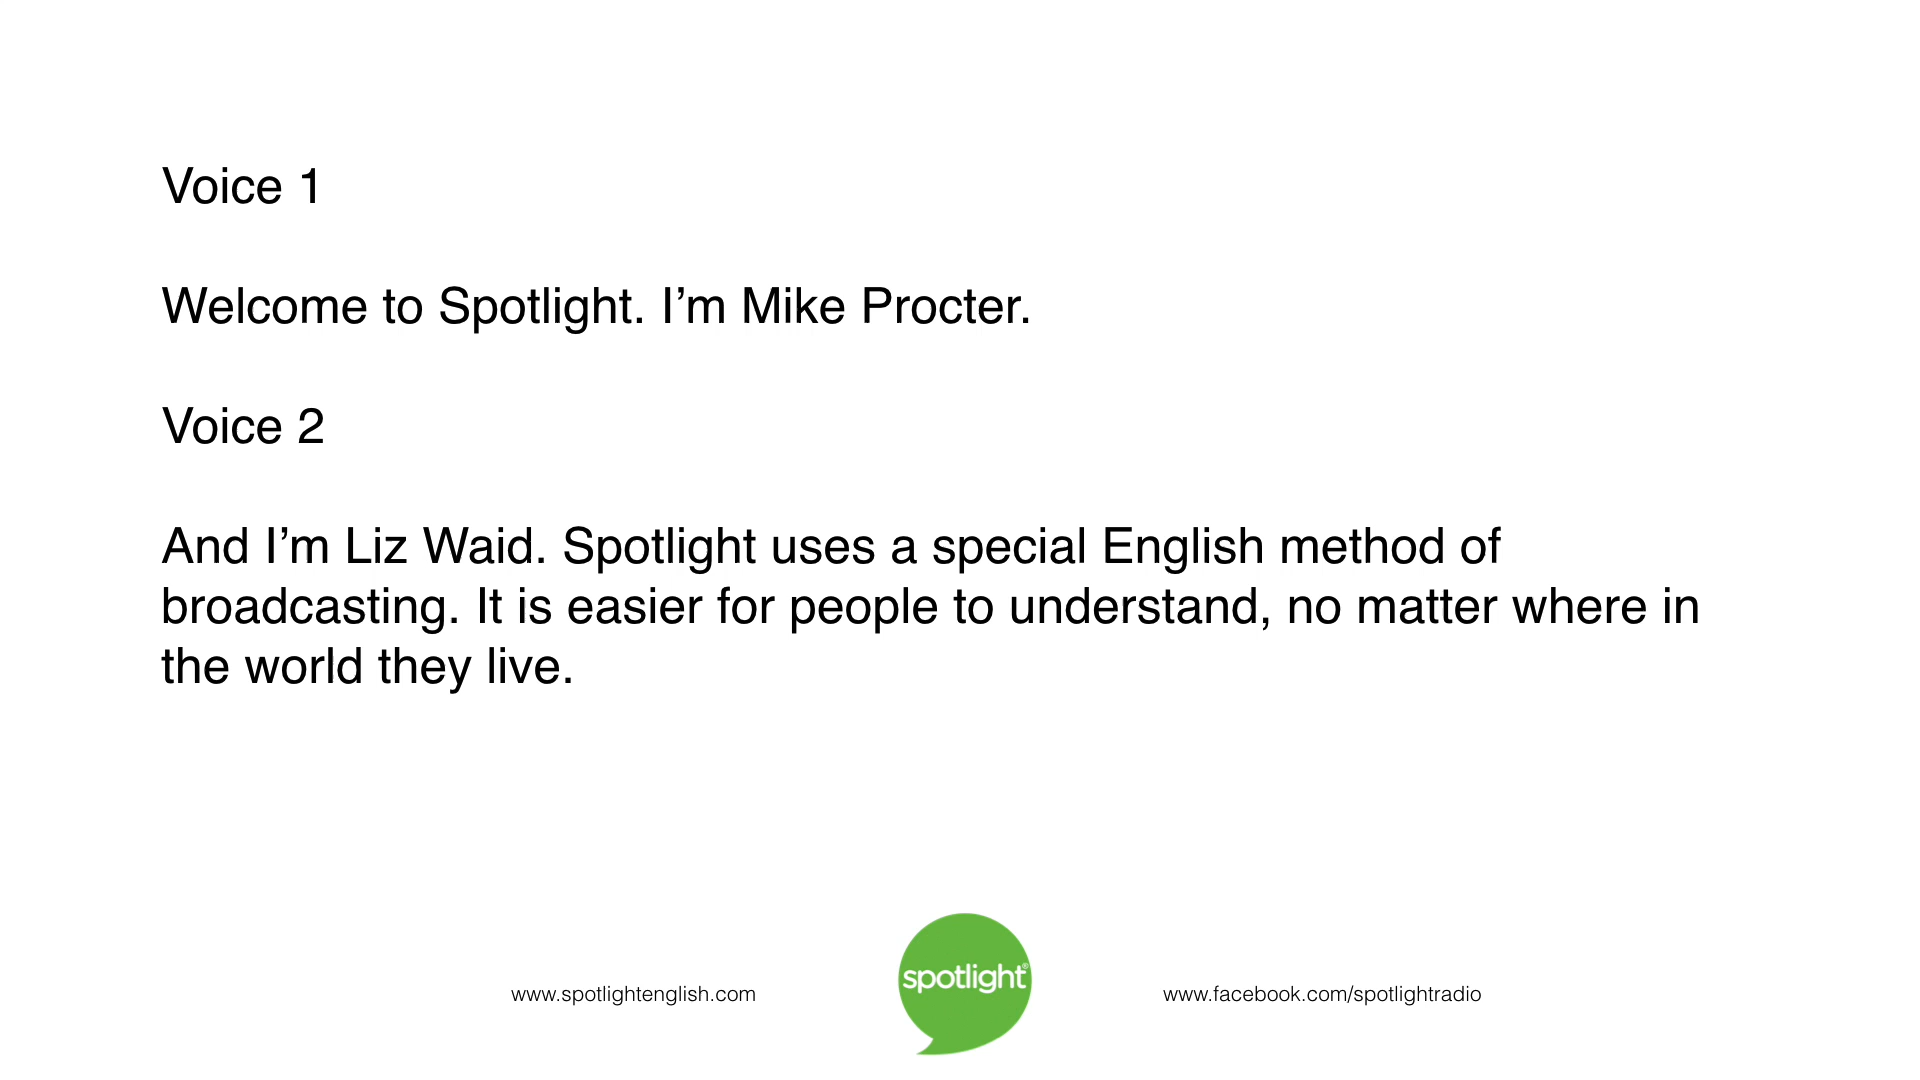 Voice 1
Welcome to Spotlight. I’m Mike Procter.
Voice 2
And I’m Liz Waid. Spotlight uses a special English method of
broadcasting. It is easier for people to understand, no matter where in
the world they live.
www.spotlightenglish.com
spotlight®
www.facebook.com/spotlightradio